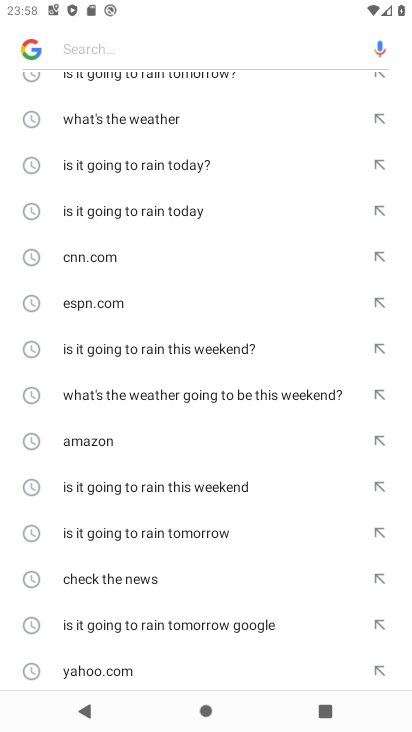 23:58
Search...
is it going to rain tomorrow?
what's the weather
is it going to rain today?
is it going to rain today
cnn.com
espn.com
is it going to rain this weekend?
what's the weather going to be this weekend?
amazon
is it going to rain this weekend
is it going to rain tomorrow
check the news
is it going to rain tomorrow google
yahoo.com